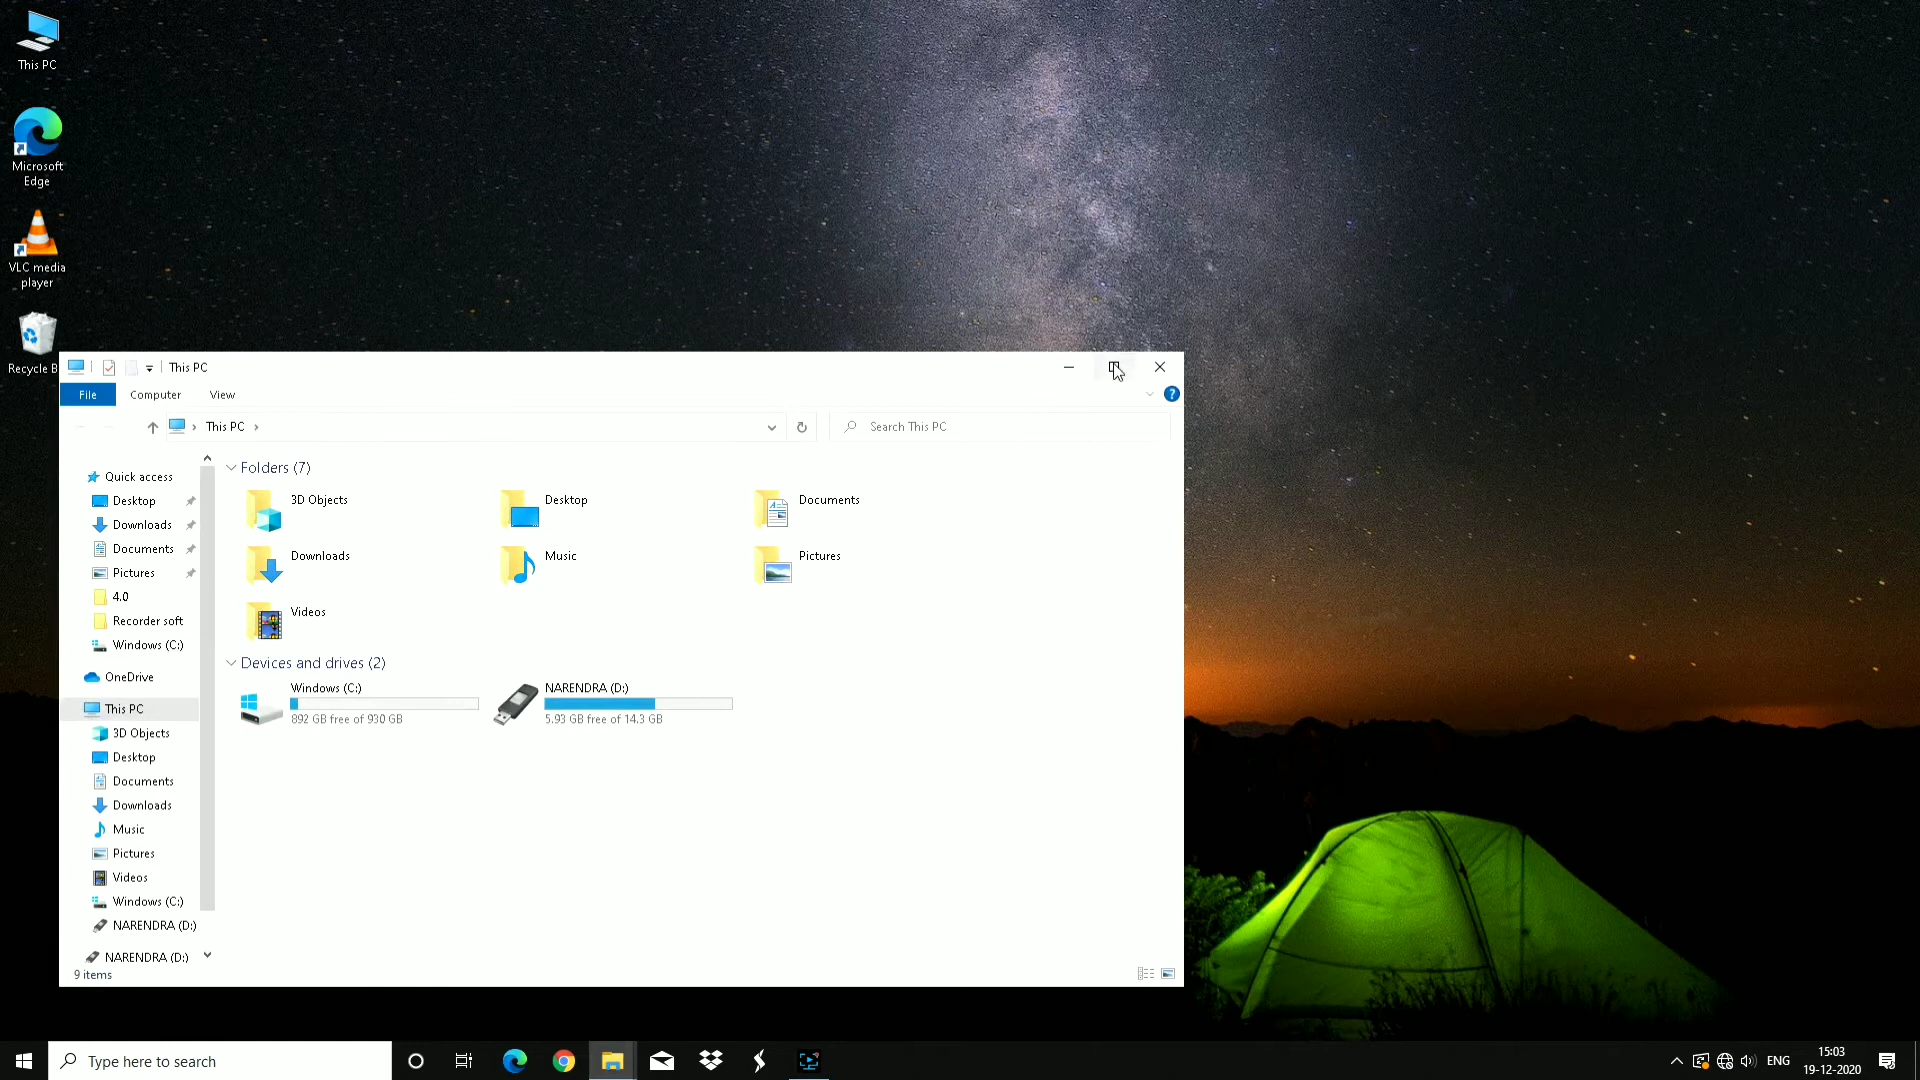 This PC
Microsoft
Edge
VLC media
player
Recycle B
This PC
File
Computer
View
This PC
Search This PC
Quick access
Desktop
Downloads
Documents
Pictures
4.0
Recorder soft
Windows (C:)
OneDrive
This PC
3D Objects
Desktop
Documents
Downloads
Music
Pictures
Videos
Windows (C:)
NARENDRA (D:)
NARENDRA (D:)
Folders (7)
3D Objects
Desktop
Documents
Downloads
Music
Pictures
Videos
Devices and drives (2)
Windows (C:)
892 GB free of 930 GB
NARENDRA (D:)
5.93 GB free of 14.3 GB
9 items
Type here to search
ENG
15:03
19-12-2020